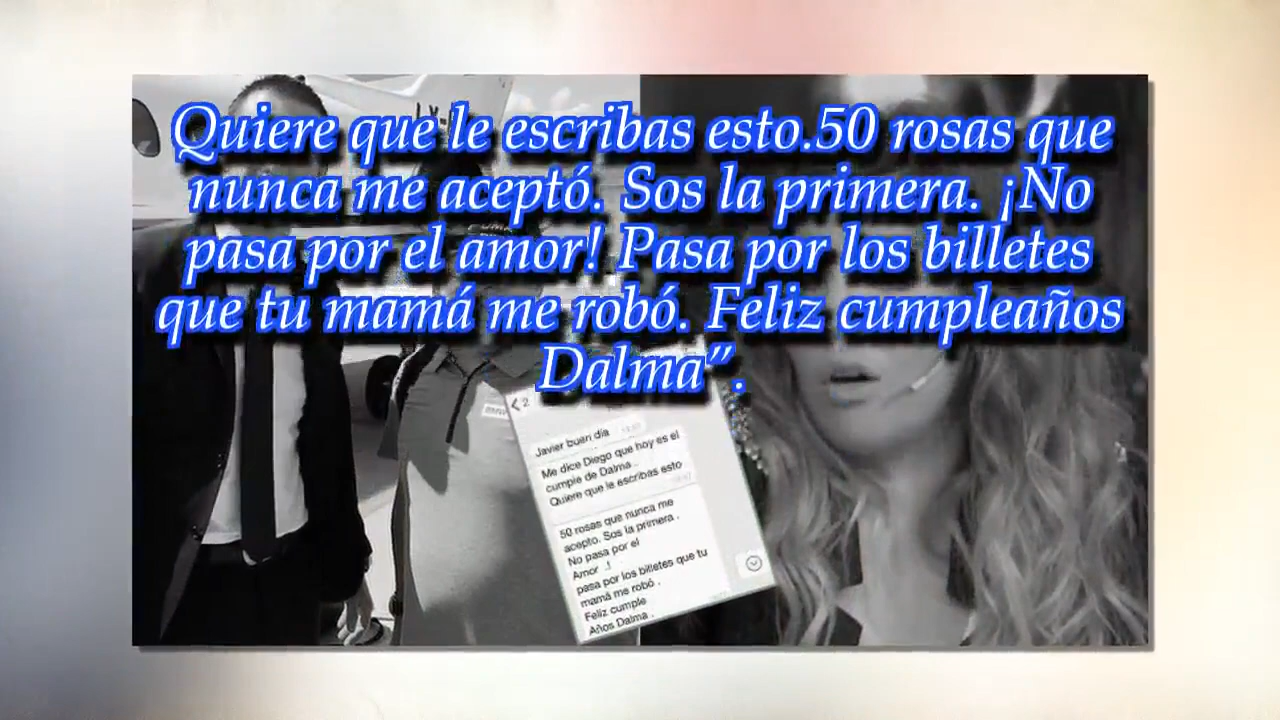 Quiere que le escribas esto.50 rosas que
nunca me aceptó. Sos la primera. ¡No
pasa por el amor! Pasa por los billetes
que tu mamá me robó. Feliz cumpleaños
Dalma”.
2
Javier buen día
Me dice Diego que hoy es el
cumple de Dalma .
Quiere que le escribas esto
50 rosas que nunca me
acepto. Sos la primera .
No pasa por el
Amor .!
pasa por los billetes que tu
mamá me robó .
Feliz cumple
Años Dalma .